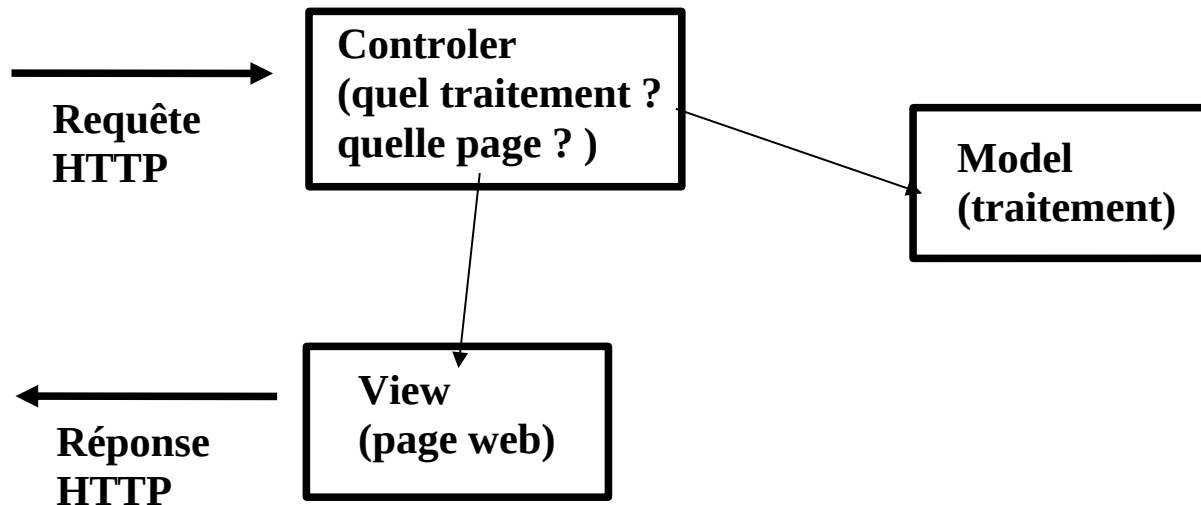 Controler
(quel traitement ?
quelle page ? )
Requête
HTTP
Model
(traitement)
View
(page web)
Réponse
HTTP